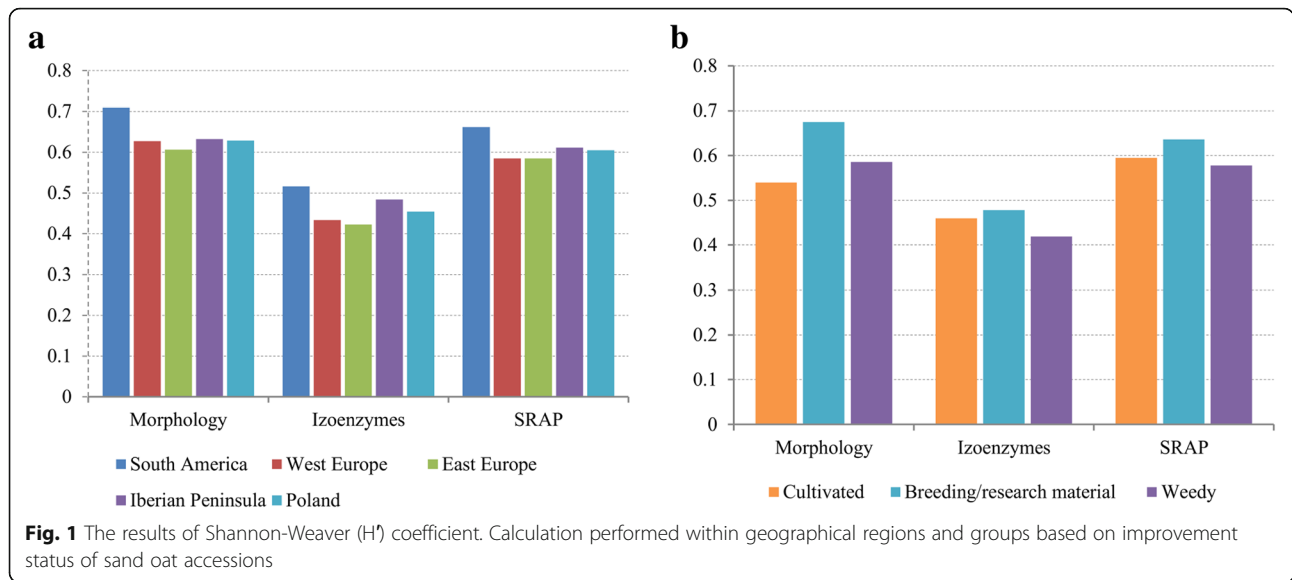 a
0.8
0.7
0.6
0.5
0.4
0.3
0.2
0.1
0
Morphology Izoenzymes SRAP
South America West Europe East Europe
Iberian Peninsula Poland
b
0.8
0.7
0.6
0.5
0.4
0.3
0.2
0.1
0
Morphology Izoenzymes SRAP
Cultivated Breeding/research material Weedy
Fig. 1 The results of Shannon-Weaver (H') coefficient. Calculation performed within geographical regions and groups based on improvement
status of sand oat accessions